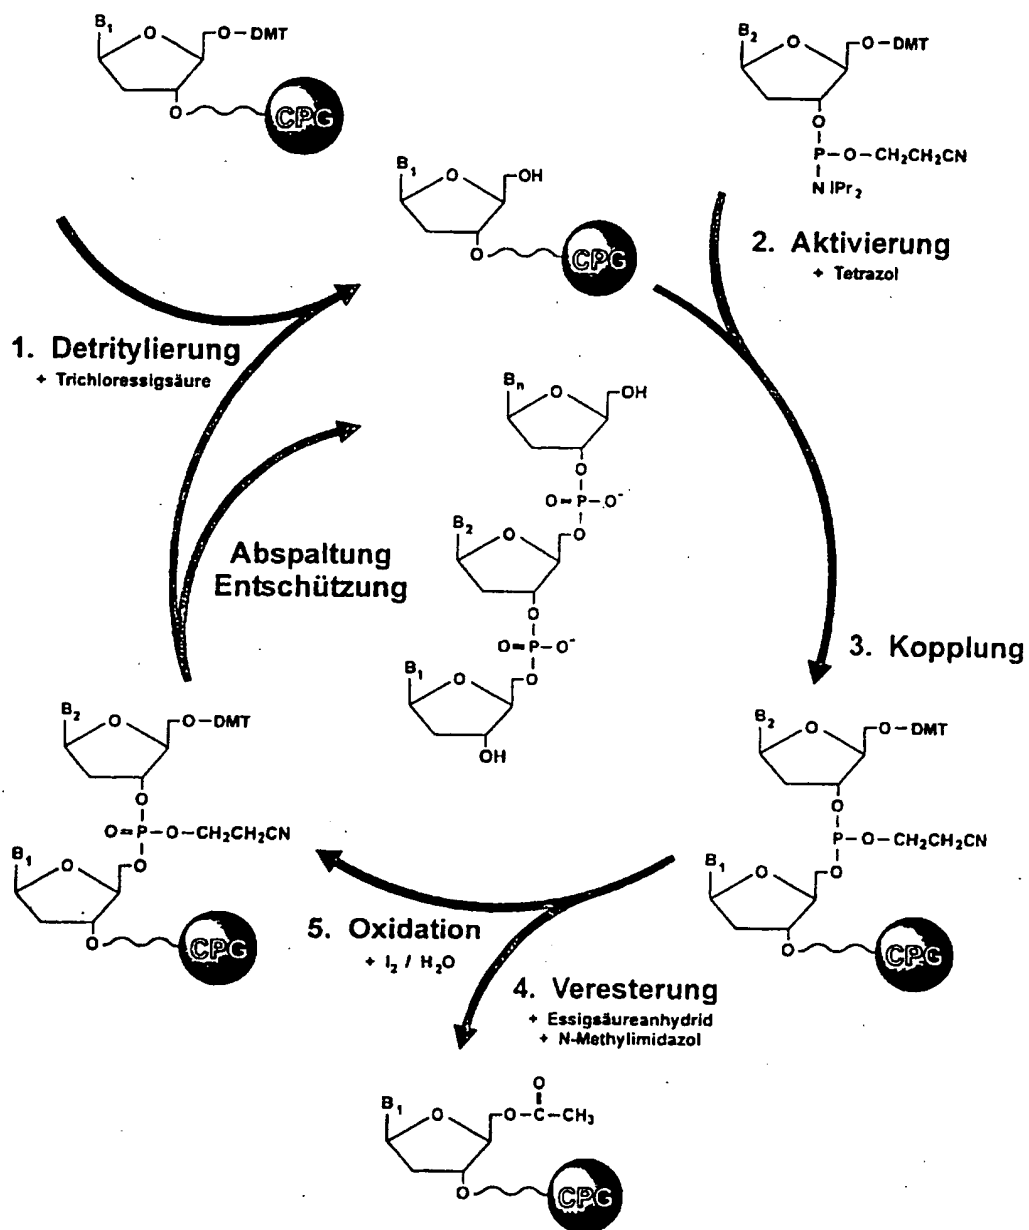 B1 O O-DMT
O CPG
B2 O O-DMT
O
P-O-CH2CH2CN
N IPr2
B1 O OH
O CPG
2. Aktivierung
+ Tetrazol
1. Detritylierung
+ Trichloressigsäure
Bn O OH
O
O=P-O-
B2 O O
O
O=P-O-
B1 O O
OH
Abspaltung
Entschützung
3. Kopplung
B2 O O-DMT
O
O=P-O-CH2CH2CN
B1 O O
O CPG
B2 O O-DMT
O
P-O-CH2CH2CN
B1 O O
O CPG
5. Oxidation
+ I2 / H2O
4. Veresterung
+ Essigsäureanhydrid
+ N-Methylimidazol
O
B1 O O-C-CH3
O CPG